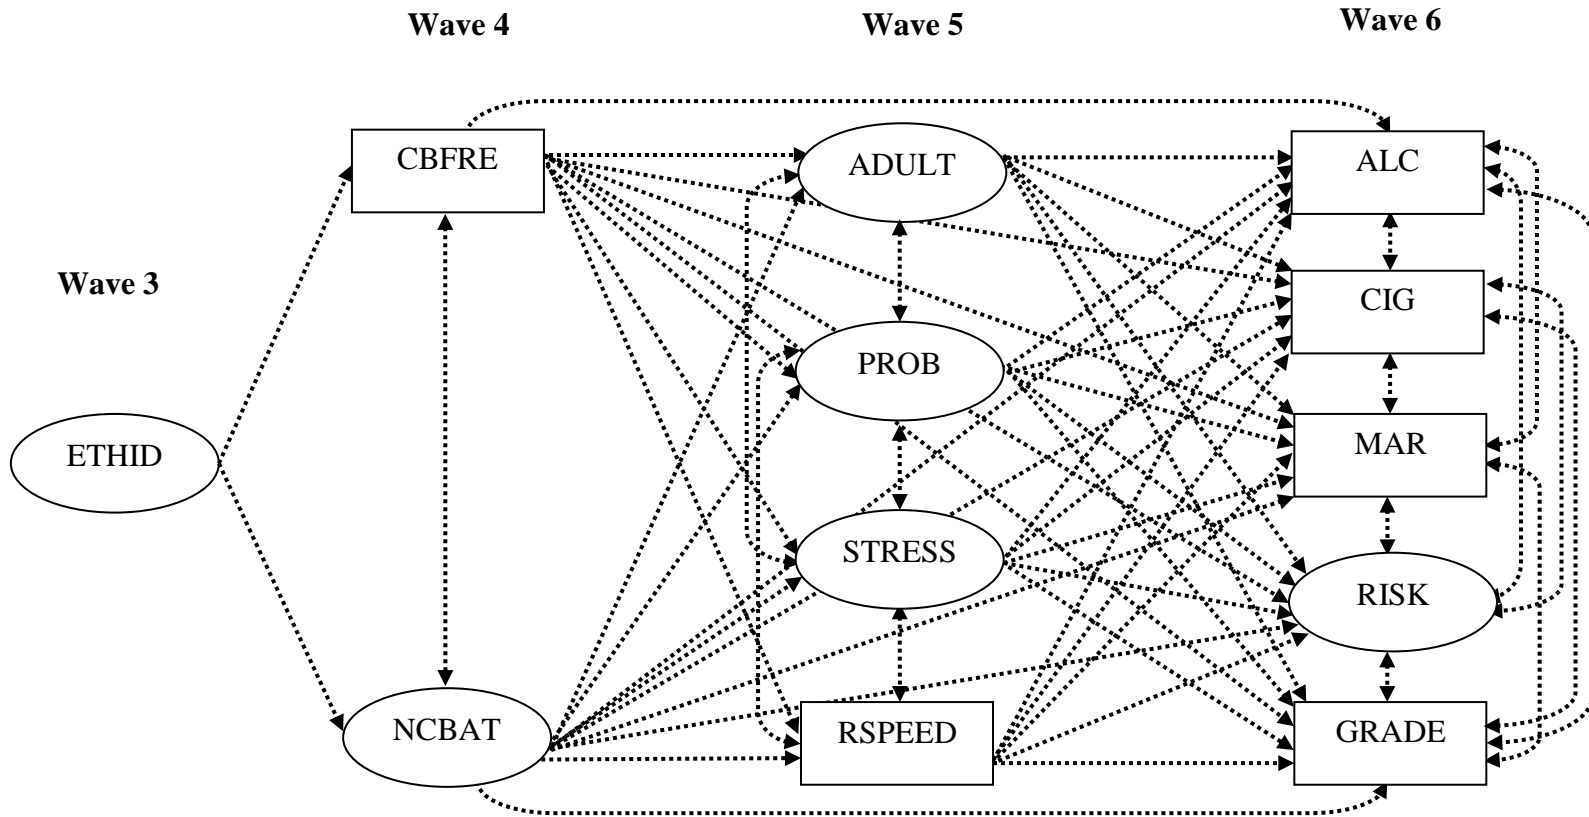 Wave 4
Wave 5
Wave 6
CBFRE
ADULT
ALC
Wave 3
CIG
PROB
MAR
ETHID
STRESS
RISK
NCBAT
RSPEED
GRADE